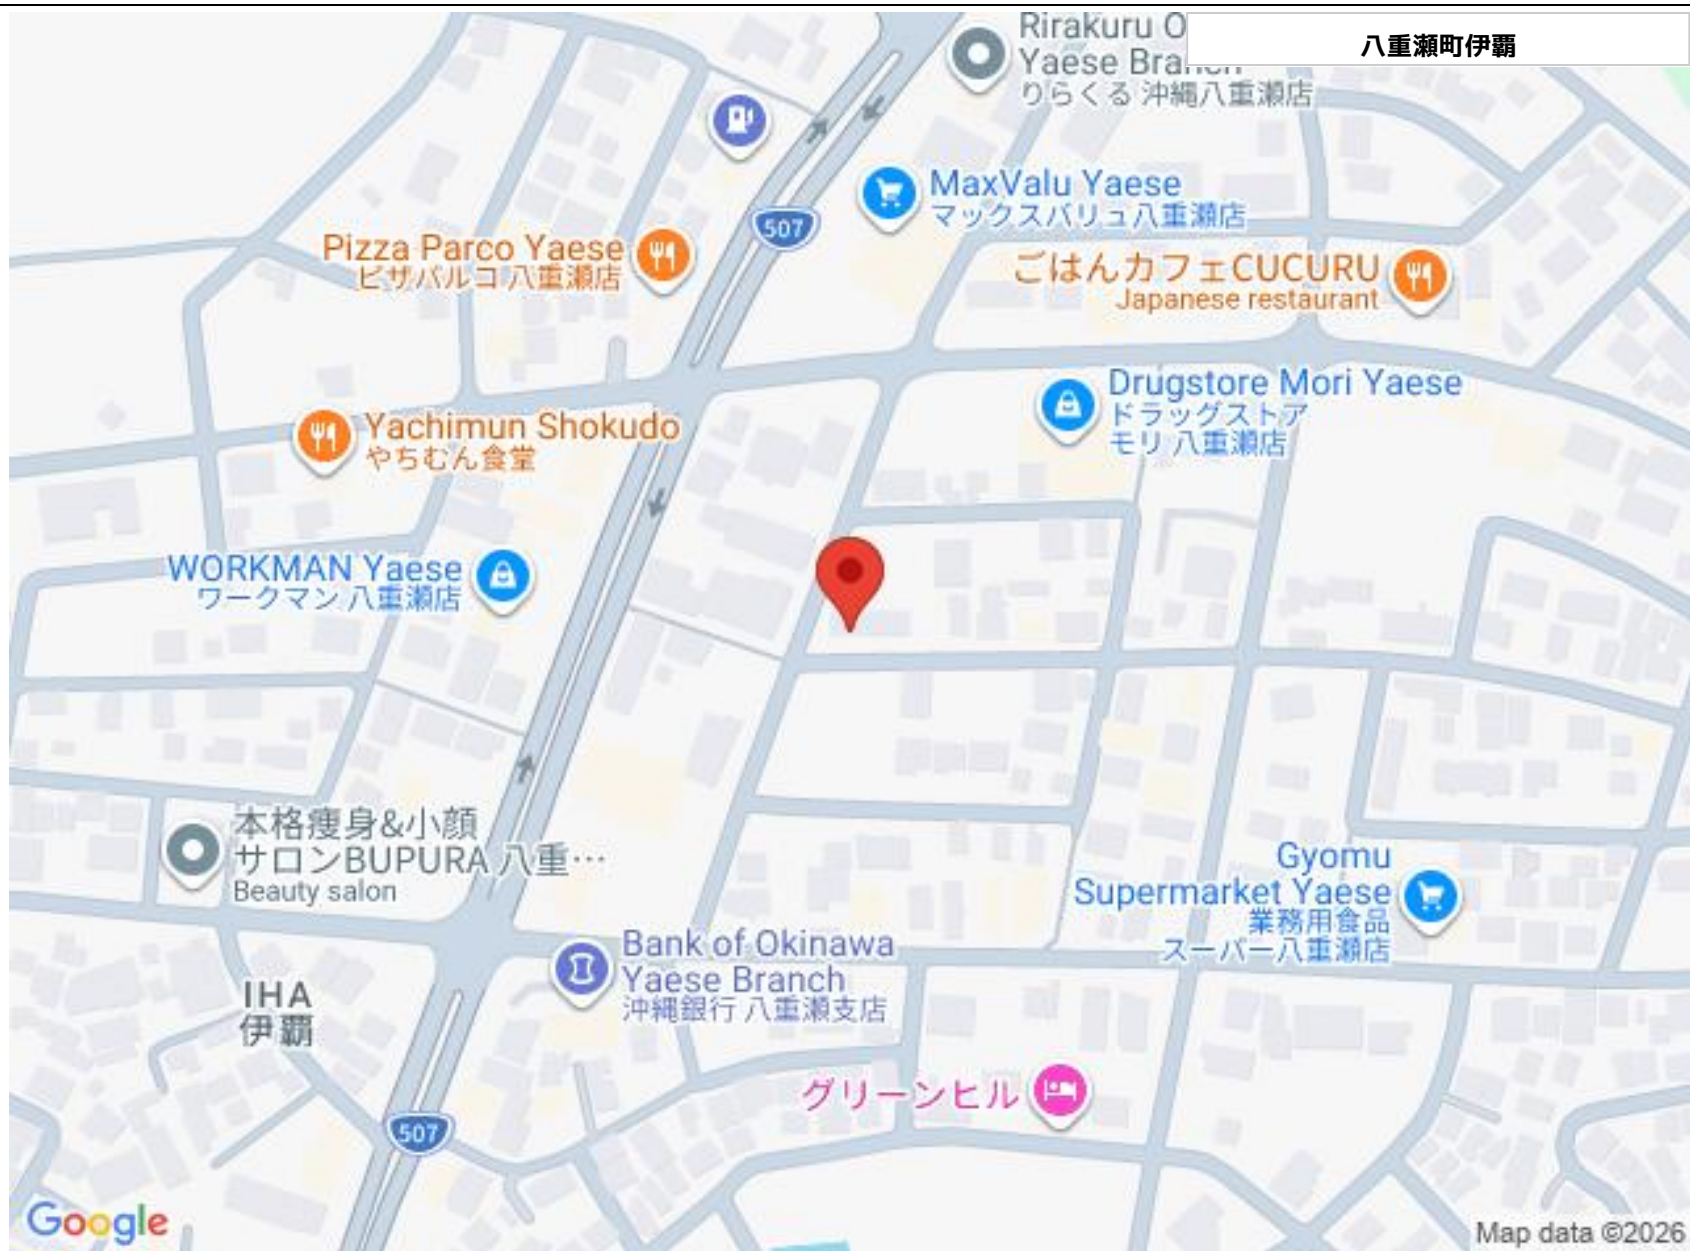 Rirakuru O
Yaese Branch
りらくる 沖縄八重瀬店
八重瀬町伊覇
MaxValu Yaese
マックスバリュ八重瀬店
507
Pizza Parco Yaese
ピザパルコ 八重瀬店
ごはんカフェCUCURU
Japanese restaurant
Drugstore Mori Yaese
ドラッグストア
モリ 八重瀬店
Yachimun Shokudo
やちむん食堂
WORKMAN Yaese
ワークマン 八重瀬店
本格痩身&小顔
サロンBUPURA 八重…
Beauty salon
Gyomu
Supermarket Yaese
業務用食品
スーパー八重瀬店
Bank of Okinawa
Yaese Branch
沖縄銀行 八重瀬支店
IHA
伊覇
グリーンヒル
507
Google
Map data ©2026